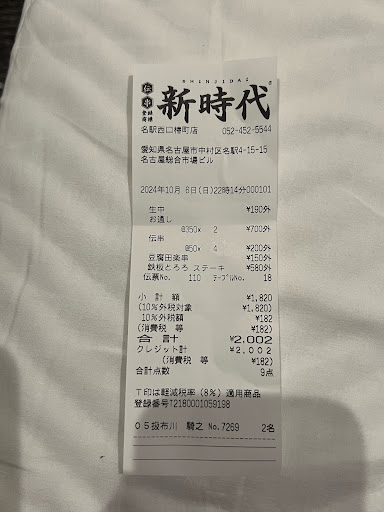 SHINJIDAI
伝串
登録商標
新時代
名駅西口椿町店 052-452-5544
愛知県名古屋市中村区名駅4-15-15
名古屋総合市場ビル
2024年10月 6日(日)22時14分000101
生中 ¥190外
お通し
@350x 2 ¥700外
伝串
@50x 4 ¥200外
豆腐田楽串 ¥150外
鉄板とろろ ステーキ ¥580外
伝票No. 110 テーブルNo. 18
小 計 額 ¥1,820
(10%外税対象 ¥1,820)
10%外税額 ¥182
(消費税 等 ¥182)
合 計 ¥2,002
クレジット計 ¥2,002
(消費税 等 ¥182)
合計点数 9点
T印は軽減税率(8%)適用商品
登録番号T2180001059198
05扱布川 騎之 No.7269 2名